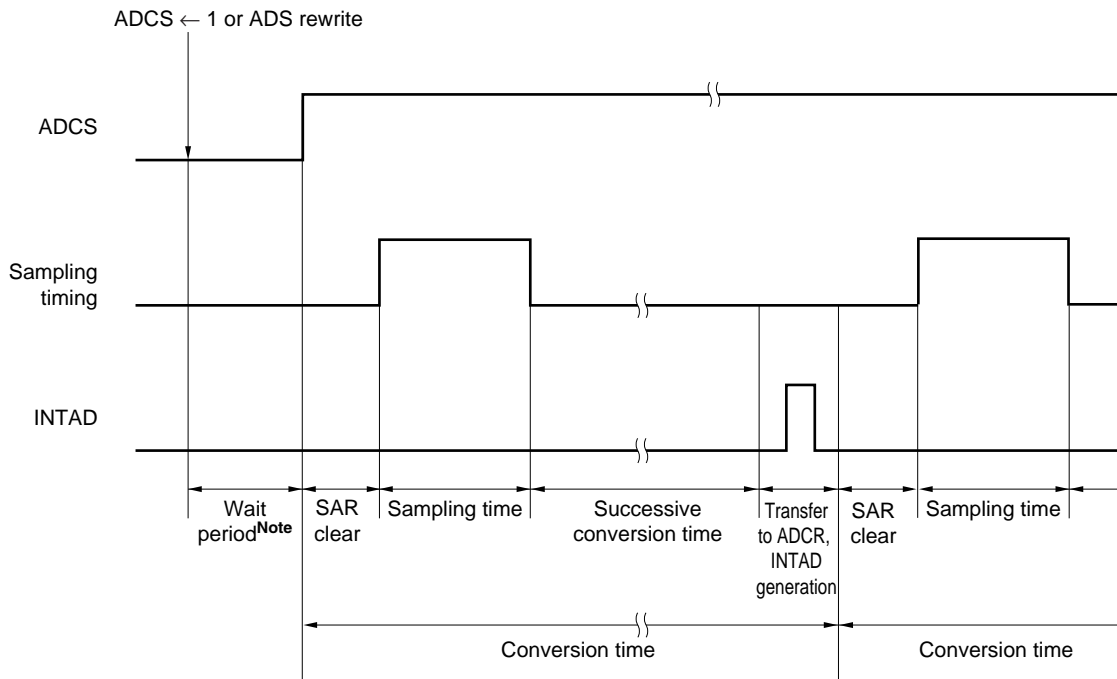 ADCS ← 1 or ADS rewrite
ADCS
Sampling
timing
INTAD
Wait
periodNote
SAR
clear
Sampling time
Successive
conversion time
Transfer
to ADCR,
INTAD
generation
SAR
clear
Sampling time
Conversion time
Conversion time